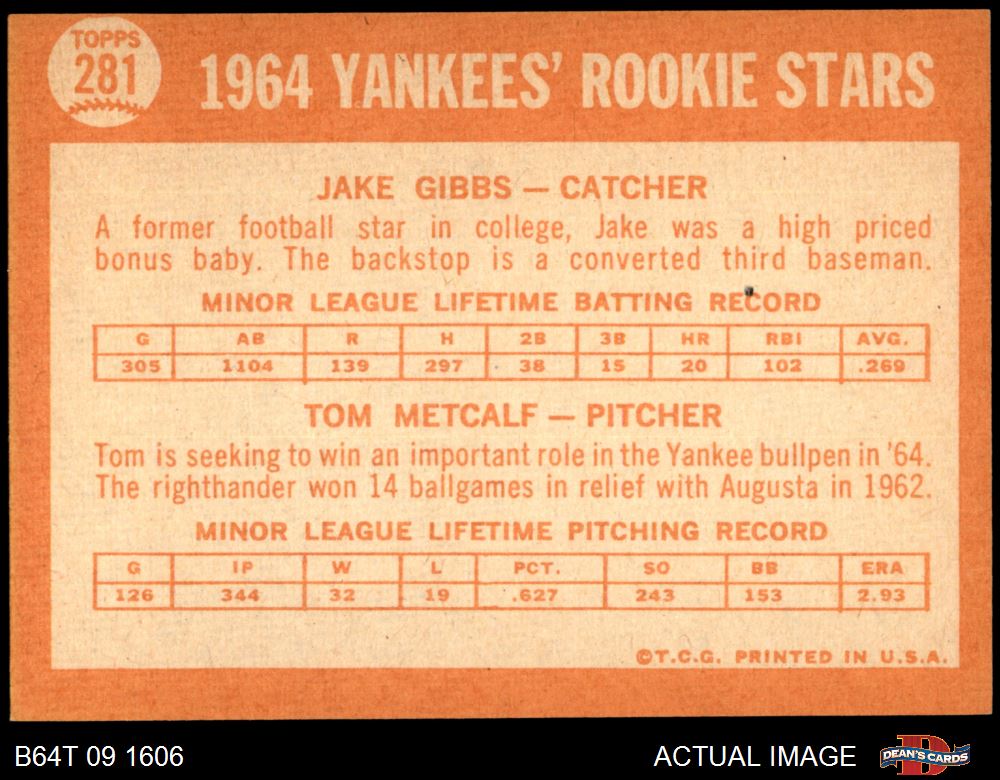 TOPPS
281
1964 YANKEES' ROOKIE STARS
JAKE GIBBS — CATCHER
A former football star in college, Jake was a high priced
bonus baby. The backstop is a converted third baseman.
MINOR LEAGUE LIFETIME BATTING RECORD
G AB R H 2B 3B HR RBI AVG.
305 1104 139 297 38 15 20 102 .269
TOM METCALF — PITCHER
Tom is seeking to win an important role in the Yankee bullpen in '64.
The righthander won 14 ballgames in relief with Augusta in 1962.
MINOR LEAGUE LIFETIME PITCHING RECORD
G IP W L PCT. SO BB ERA
126 344 32 19 .627 243 153 2.93
©T.C.G. PRINTED IN U.S.A.
B64T 09 1606
ACTUAL IMAGE
DEAN'S CARDS